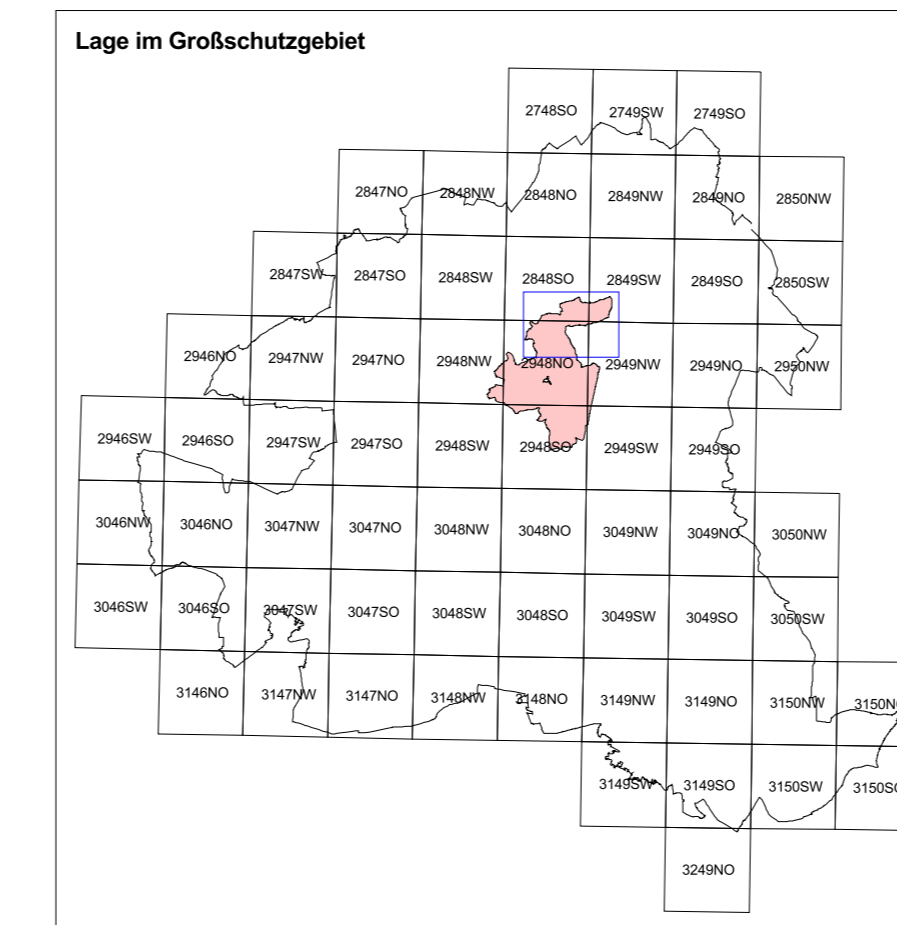 Lage im Großschutzgebiet
2748SO 2749SW 2749SO
2847NO 2848NW 2848NO 2849NW 2849NO 2850NW
2847SW 2847SO 2848SW 2848SO 2849SW 2849SO 2850SW
2946NO 2947NW 2947NO 2948NW 2948NO 2949NW 2949NO 2950NW
2946SW 2946SO 2947SW 2947SO 2948SW 2948SO 2949SW 2949SO
3046NW 3046NO 3047NW 3047NO 3048NW 3048NO 3049NW 3049NO 3050NW
3046SW 3046SO 3047SW 3047SO 3048SW 3048SO 3049SW 3049SO 3050SW
3146NO 3147NW 3147NO 3148NW 3148NO 3149NW 3149NO 3150NW 3150N
3149SW 3149SO 3150SW 3150S
3249NO